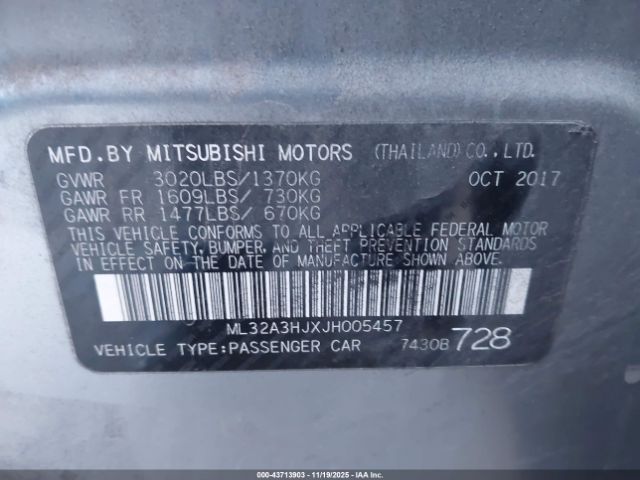 MFD.BY MITSUBISHI MOTORS (THAILAND) CO.,LTD.
GVWR 3020LBS/1370KG OCT 2017
GAWR FR 1609LBS/ 730KG
GAWR RR 1477LBS/ 670KG
THIS VEHICLE CONFORMS TO ALL APPLICABLE FEDERAL MOTOR
VEHICLE SAFETY, BUMPER, AND THEFT PREVENTION STANDARDS
IN EFFECT ON THE DATE OF MANUFACTURE SHOWN ABOVE.
ML32A3HJXJH005457
VEHICLE TYPE:PASSENGER CAR 7430B 728
000-43713903 - 11/19/2025 - IAAI.COM